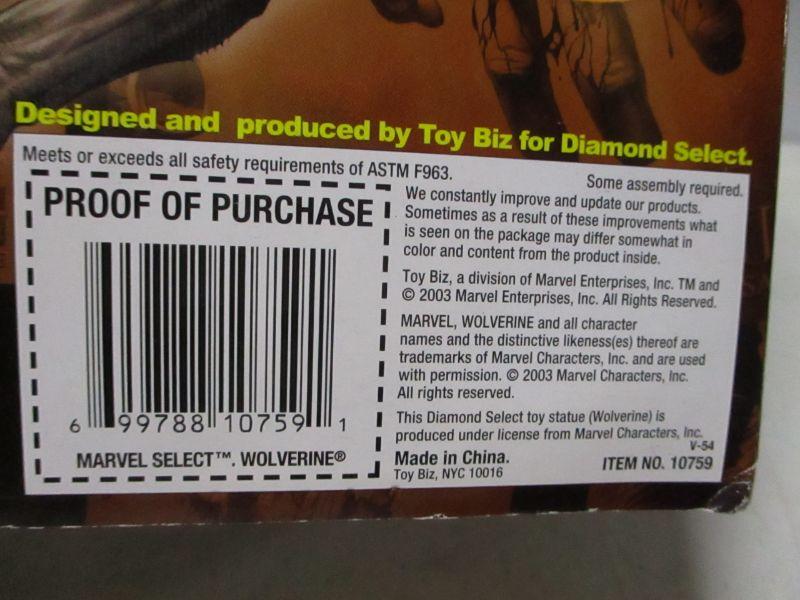 Designed and produced by Toy Biz for Diamond Select.
Meets or exceeds all safety requirements of ASTM F963.
Some assembly required.
PROOF OF PURCHASE
6 99788 10759 1
MARVEL SELECT™. WOLVERINE®
We constantly improve and update our products.
Sometimes as a result of these improvements what
is seen on the package may differ somewhat in
color and content from the product inside.
Toy Biz, a division of Marvel Enterprises, Inc. TM and
© 2003 Marvel Enterprises, Inc. All Rights Reserved.
MARVEL, WOLVERINE and all character
names and the distinctive likeness(es) thereof are
trademarks of Marvel Characters, Inc. and are used
with permission. © 2003 Marvel Characters, Inc.
All rights reserved.
This Diamond Select toy statue (Wolverine) is
produced under license from Marvel Characters, Inc.
V-54
Made in China.
Toy Biz, NYC 10016
ITEM NO. 10759